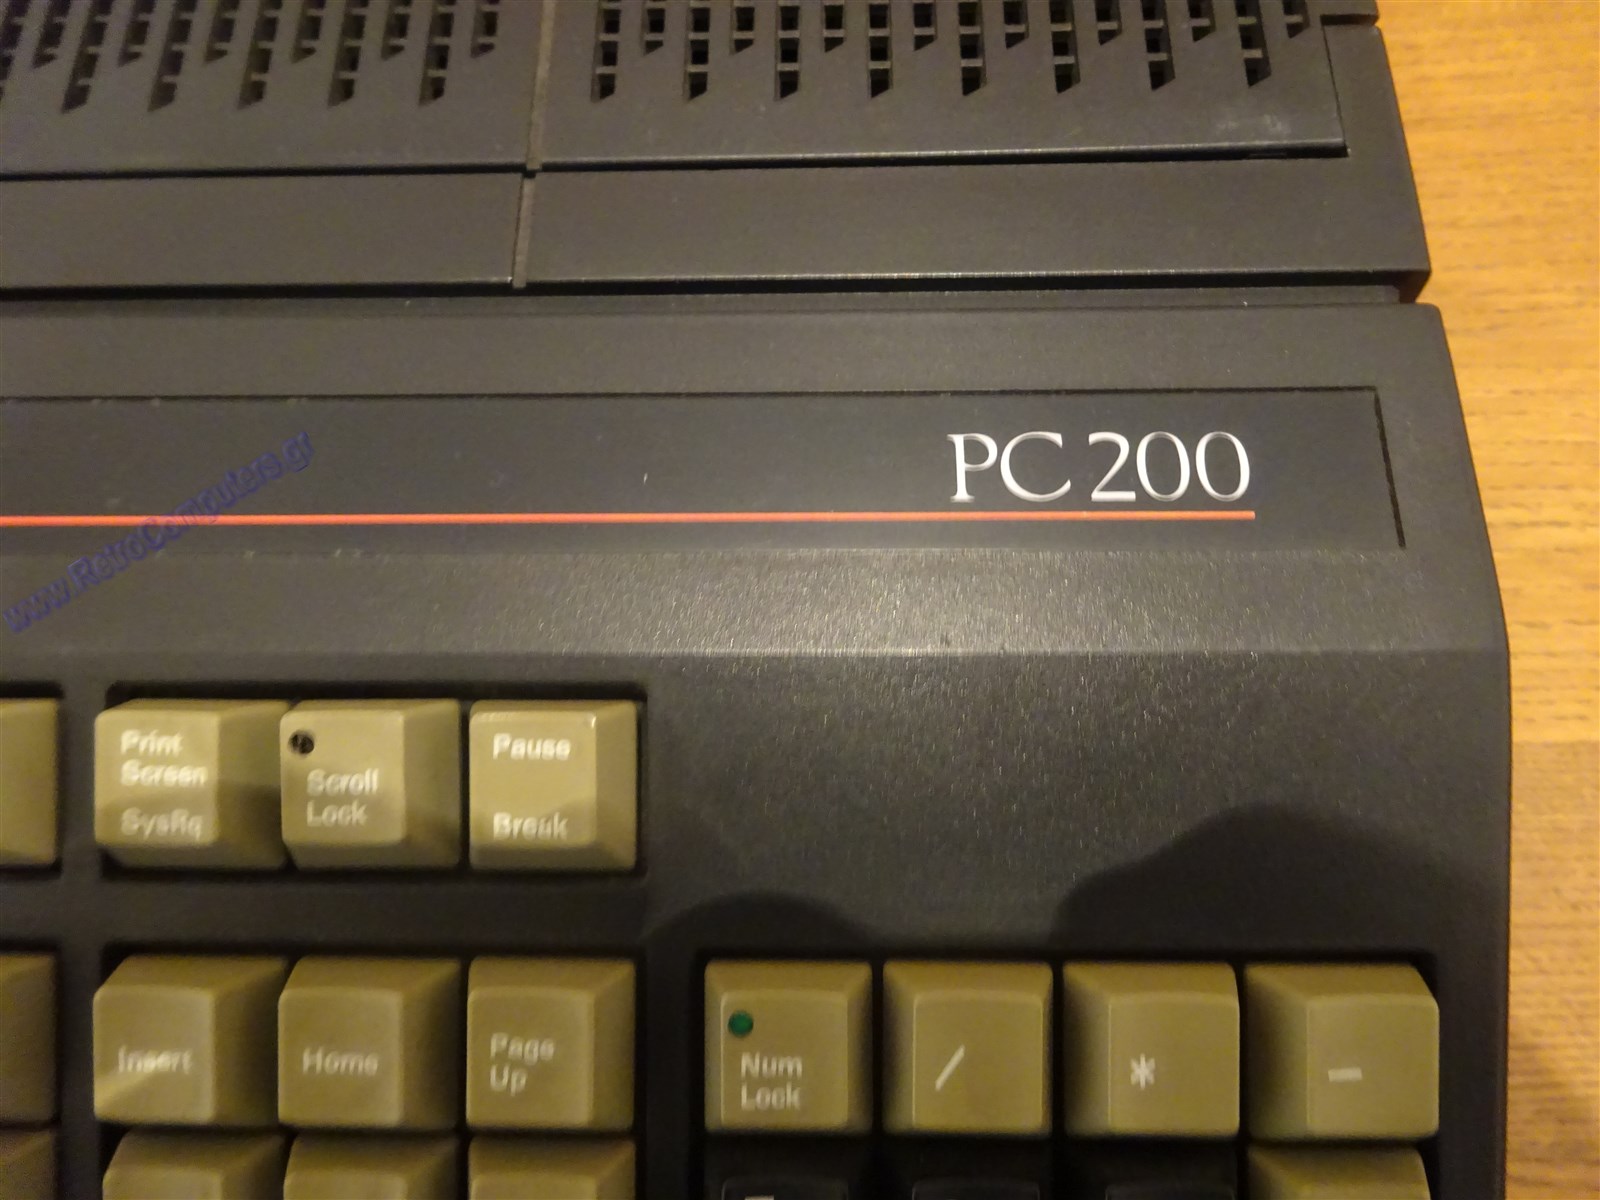 PC 200
www.RetroComputers.gr
Print
Screen
SysRq
Scroll
Lock
Pause
Break
Insert
Home
Page
Up
Num
Lock
/
*
-